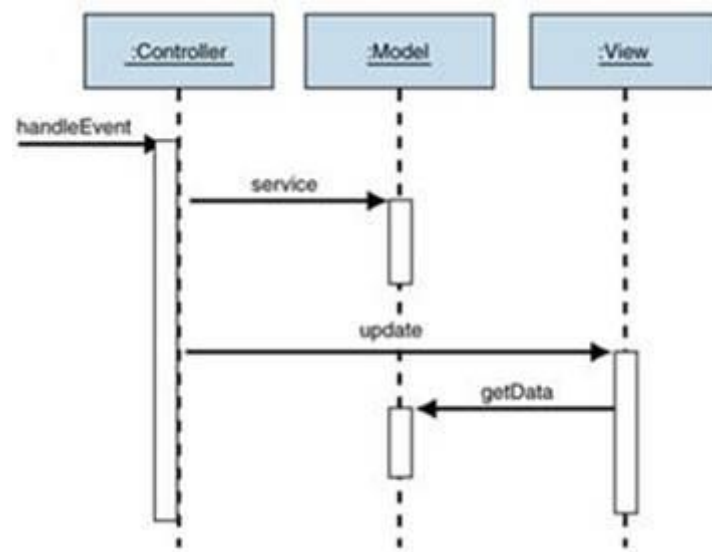 :Controller
:Model
:View
handleEvent
service
update
getData